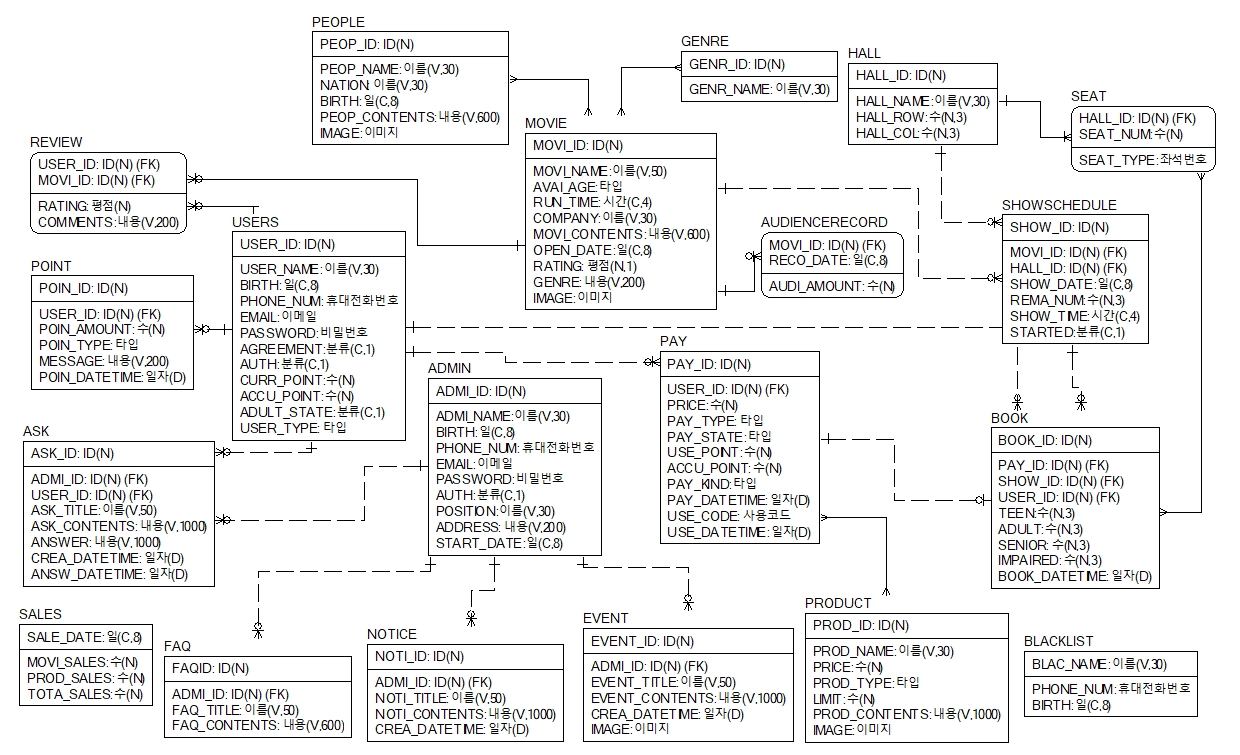 PEOPLE
PEOP_ID: ID(N)
PEOP_NAME: 이름(V,30)
NATION: 이름(V,30)
BIRTH: 일(C,8)
PEOP_CONTENTS: 내용(V,600)
IMAGE: 이미지
GENRE
GENR_ID: ID(N)
GENR_NAME: 이름(V,30)
HALL
HALL_ID: ID(N)
HALL_NAME: 이름(V,30)
HALL_ROW: 수(N,3)
HALL_COL: 수(N,3)
SEAT
HALL_ID: ID(N) (FK)
SEAT_NUM: 수(N)
SEAT_TYPE: 좌석번호
REVIEW
USER_ID: ID(N) (FK)
MOVI_ID: ID(N) (FK)
RATING: 평점(N)
COMMENTS: 내용(V,200)
MOVIE
MOVI_ID: ID(N)
MOVI_NAME: 이름(V,50)
AVAI_AGE: 타입
RUN_TIME: 시간(C,4)
COMPANY: 이름(V,30)
MOVI_CONTENTS: 내용(V,600)
OPEN_DATE: 일(C,8)
RATING: 평점(N,1)
GENRE: 내용(V,200)
IMAGE: 이미지
AUDIENCERECORD
MOVI_ID: ID(N) (FK)
RECO_DATE: 일(C,8)
AUDI_AMOUNT: 수(N)
SHOWSCHEDULE
SHOW_ID: ID(N)
MOVI_ID: ID(N) (FK)
HALL_ID: ID(N) (FK)
SHOW_DATE: 일(C,8)
REMA_NUM: 수(N,3)
SHOW_TIME: 시간(C,4)
STARTED: 분류(C,1)
USERS
USER_ID: ID(N)
USER_NAME: 이름(V,30)
BIRTH: 일(C,8)
PHONE_NUM: 휴대전화번호
EMAIL: 이메일
PASSWORD: 비밀번호
AGREEMENT: 분류(C,1)
AUTH: 분류(C,1)
CURR_POINT: 수(N)
ACCU_POINT: 수(N)
ADULT_STATE: 분류(C,1)
USER_TYPE: 타입
POINT
POIN_ID: ID(N)
USER_ID: ID(N) (FK)
POIN_AMOUNT: 수(N)
POIN_TYPE: 타입
MESSAGE: 내용(V,200)
POIN_DATETIME: 일자(D)
PAY
PAY_ID: ID(N)
USER_ID: ID(N) (FK)
PRICE: 수(N)
PAY_TYPE: 타입
PAY_STATE: 타입
USE_POINT: 수(N)
ACCU_POINT: 수(N)
PAY_KIND: 타입
PAY_DATETIME: 일자(D)
USE_CODE: 사용코드
USE_DATETIME: 일자(D)
ADMIN
ADMI_ID: ID(N)
ADMI_NAME: 이름(V,30)
BIRTH: 일(C,8)
PHONE_NUM: 휴대전화번호
EMAIL: 이메일
PASSWORD: 비밀번호
AUTH: 분류(C,1)
POSITION: 이름(V,30)
ADDRESS: 내용(V,200)
START_DATE: 일(C,8)
BOOK
BOOK_ID: ID(N)
PAY_ID: ID(N) (FK)
SHOW_ID: ID(N) (FK)
USER_ID: ID(N) (FK)
TEEN: 수(N,3)
ADULT: 수(N,3)
SENIOR: 수(N,3)
IMPAIRED: 수(N,3)
BOOK_DATETIME: 일자(D)
ASK
ASK_ID: ID(N)
ADMI_ID: ID(N) (FK)
USER_ID: ID(N) (FK)
ASK_TITLE: 이름(V,50)
ASK_CONTENTS: 내용(V,1000)
ANSWER: 내용(V,1000)
CREA_DATETIME: 일자(D)
ANSW_DATETIME: 일자(D)
SALES
SALE_DATE: 일(C,8)
MOVI_SALES: 수(N)
PROD_SALES: 수(N)
TOTA_SALES: 수(N)
FAQ
FAQID: ID(N)
ADMI_ID: ID(N) (FK)
FAQ_TITLE: 이름(V,50)
FAQ_CONTENTS: 내용(V,600)
NOTICE
NOTI_ID: ID(N)
ADMI_ID: ID(N) (FK)
NOTI_TITLE: 이름(V,50)
NOTI_CONTENTS: 내용(V,1000)
CREA_DATETIME: 일자(D)
EVENT
EVENT_ID: ID(N)
ADMI_ID: ID(N) (FK)
EVENT_TITLE: 이름(V,50)
EVENT_CONTENTS: 내용(V,1000)
CREA_DATETIME: 일자(D)
IMAGE: 이미지
PRODUCT
PROD_ID: ID(N)
PROD_NAME: 이름(V,30)
PRICE: 수(N)
PROD_TYPE: 타입
LIMIT: 수(N)
PROD_CONTENTS: 내용(V,1000)
IMAGE: 이미지
BLACKLIST
BLAC_NAME: 이름(V,30)
PHONE_NUM: 휴대전화번호
BIRTH: 일(C,8)